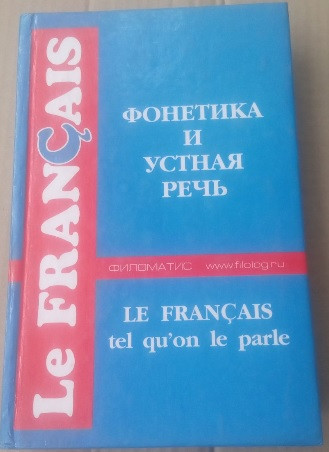 Le FRANÇAIS
ФОНЕТИКА
И
УСТНАЯ
РЕЧЬ
ФИЛОМАТИС www.filolog.ru
LE FRANÇAIS
tel qu'on le parle